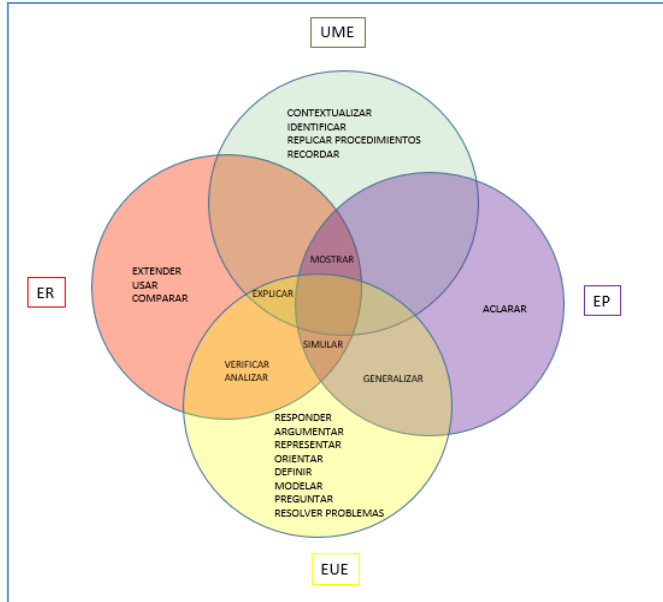 UME
CONTEXTUALIZAR
IDENTIFICAR
REPLICAR PROCEDIMIENTOS
RECORDAR
MOSTRAR
EXTENDER
USAR
COMPARAR
ER
EXPLICAR
ACLARAR
EP
SIMULAR
VERIFICAR
ANALIZAR
GENERALIZAR
RESPONDER
ARGUMENTAR
REPRESENTAR
ORIENTAR
DEFINIR
MODELAR
PREGUNTAR
RESOLVER PROBLEMAS
EUE